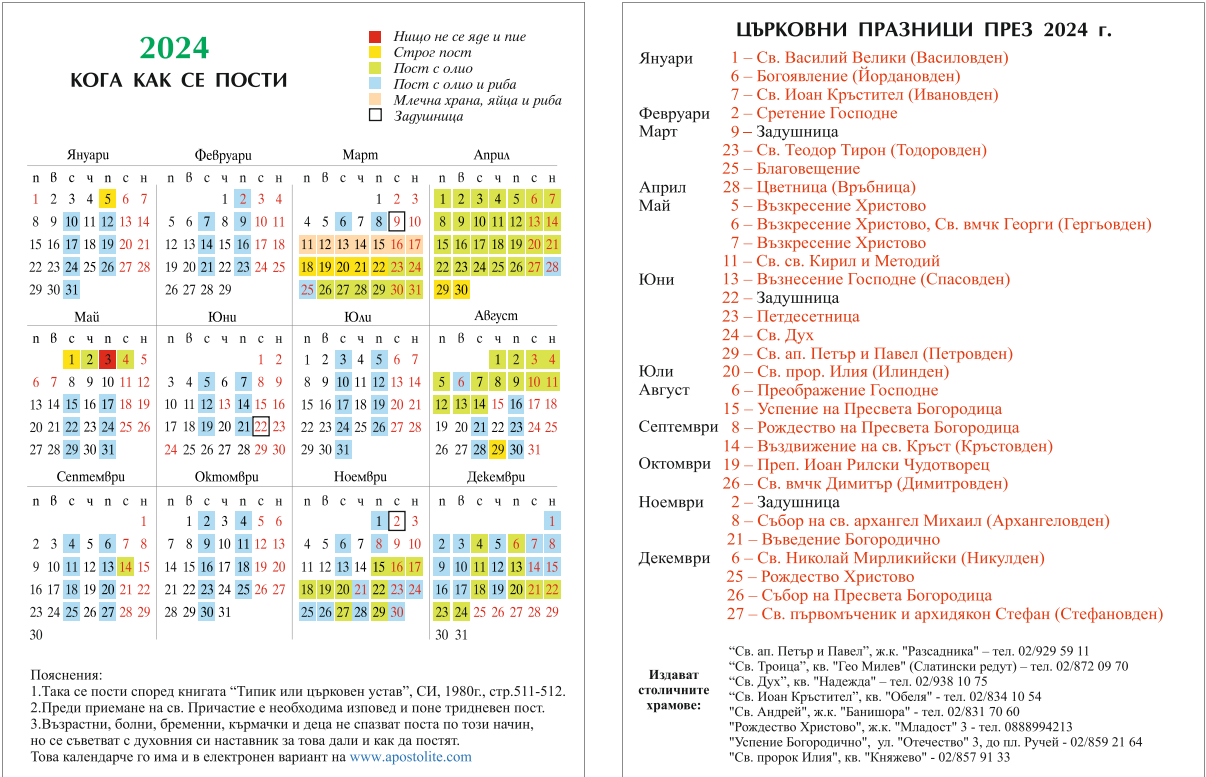 2024
КОГА КАК СЕ ПОСТИ
Нищо не се яде и пие
Строг пост
Пост с олио
Пост с олио и риба
Млечна храна, яйца и риба
Задушница
Януари Февруари Март Април
п в с ч п с н п в с ч п с н п в с ч п с н п в с ч п с н
1 2 3 4 5 6 7 1 2 3 4 1 2 3 1 2 3 4 5 6 7
8 9 10 11 12 13 14 5 6 7 8 9 10 11 4 5 6 7 8 9 10 8 9 10 11 12 13 14
15 16 17 18 19 20 21 12 13 14 15 16 17 18 11 12 13 14 15 16 17 15 16 17 18 19 20 21
22 23 24 25 26 27 28 19 20 21 22 23 24 25 18 19 20 21 22 23 24 22 23 24 25 26 27 28
29 30 31 26 27 28 29 25 26 27 28 29 30 31 29 30
Май Юни Юли Август
1 2 3 4 5 1 2 1 2 3 4 5 6 7 1 2 3 4
6 7 8 9 10 11 12 3 4 5 6 7 8 9 8 9 10 11 12 13 14 5 6 7 8 9 10 11
13 14 15 16 17 18 19 10 11 12 13 14 15 16 15 16 17 18 19 20 21 12 13 14 15 16 17 18
20 21 22 23 24 25 26 17 18 19 20 21 22 23 22 23 24 25 26 27 28 19 20 21 22 23 24 25
27 28 29 30 31 24 25 26 27 28 29 30 29 30 31 26 27 28 29 30 31
Септември Октомври Ноември Декември
п в с ч п с н п в с ч п с н п в с ч п с н п в с ч п с н
1 1 2 3 4 5 6 1 2 3 1
2 3 4 5 6 7 8 7 8 9 10 11 12 13 4 5 6 7 8 9 10 2 3 4 5 6 7 8
9 10 11 12 13 14 15 14 15 16 17 18 19 20 11 12 13 14 15 16 17 9 10 11 12 13 14 15
16 17 18 19 20 21 22 21 22 23 24 25 26 27 18 19 20 21 22 23 24 16 17 18 19 20 21 22
23 24 25 26 27 28 29 28 29 30 31 25 26 27 28 29 30 23 24 25 26 27 28 29
30 30 31
Пояснения:
1.Така се пости според книгата “Типик или църковен устав”, СИ, 1980г., стр.511-512.
2.Преди приемане на св. Причастие е необходима изповед и поне тридневен пост.
3.Възрастни, болни, бременни, кърмачки и деца не спазват поста по този начин,
но се съветват с духовния си наставник за това дали и как да постят.
Това календарче го има и в електронен вариант на www.apostolite.com
ЦЪРКОВНИ ПРАЗНИЦИ ПРЕЗ 2024 г.
Януари 1 – Св. Василий Велики (Василовден)
6 – Богоявление (Йордановден)
7 – Св. Иоан Кръстител (Ивановден)
Февруари 2 – Сретение Господне
Март 9 – Задушница
23 – Св. Теодор Тирон (Тодоровден)
25 – Благовещение
Април 28 – Цветница (Връбница)
Май 5 – Възкресение Христово
6 – Възкресение Христово, Св. вмчк Георги (Гергьовден)
7 – Възкресение Христово
11 – Св. св. Кирил и Методий
Юни 13 – Възнесение Господне (Спасовден)
22 – Задушница
23 – Петдесетница
24 – Св. Дух
29 – Св. ап. Петър и Павел (Петровден)
Юли 20 – Св. прор. Илия (Илинден)
Август 6 – Преображение Господне
15 – Успение на Пресвета Богородица
Септември 8 – Рождество на Пресвета Богородица
14 – Въздвижение на св. Кръст (Кръстовден)
Октомври 19 – Преп. Иоан Рилски Чудотворец
26 – Св. вмчк Димитър (Димитровден)
Ноември 2 – Задушница
8 – Събор на св. архангел Михаил (Архангеловден)
21 – Въведение Богородично
Декември 6 – Св. Николай Мирликийски (Никулден)
25 – Рождество Христово
26 – Събор на Пресвета Богородица
27 – Св. първомъченик и архидякон Стефан (Стефановден)
Издават
столичните
храмове:
“Св. ап. Петър и Павел”, ж.к. "Разсадника" – тел. 02/929 59 11
“Св. Троица”, кв. "Гео Милев" (Слатински редут) – тел. 02/872 09 70
“Св. Дух”, кв. "Надежда" – тел. 02/938 10 75
“Св. Иоан Кръстител”, кв. "Обеля" - тел. 02/834 10 54
"Св. Андрей", ж.к. "Банишора" - тел. 02/831 70 60
"Рождество Христово", ж.к. "Младост" 3 - тел. 0888994213
"Успение Богородично", ул. "Отечество" 3, до пл. Ручей - 02/859 21 64
"Св. пророк Илия", кв. "Княжево" - 02/857 91 33